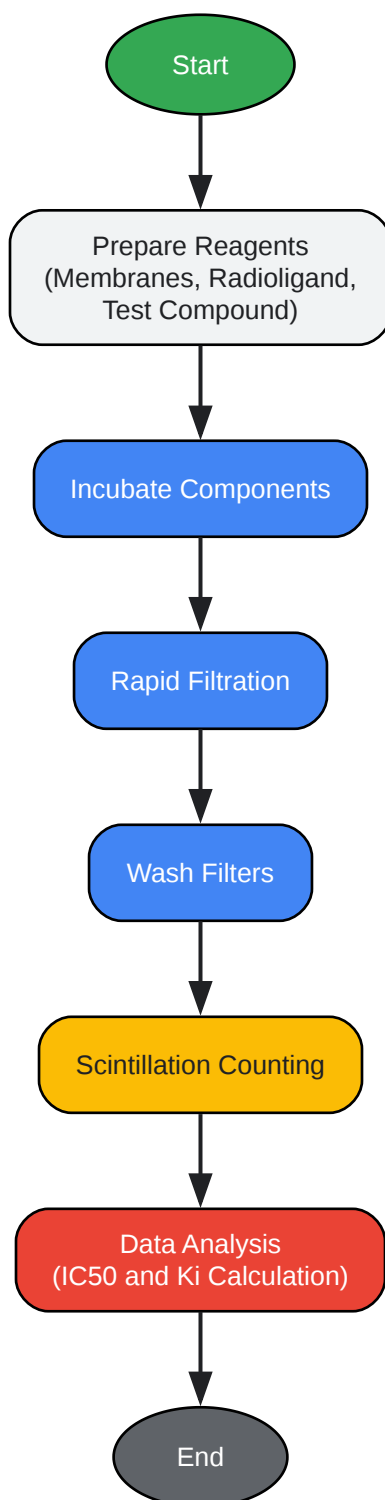 Start
Prepare Reagents
(Membranes, Radioligand,
Test Compound)
Incubate Components
Rapid Filtration
Wash Filters
Scintillation Counting
Data Analysis
(IC50 and Ki Calculation)
End